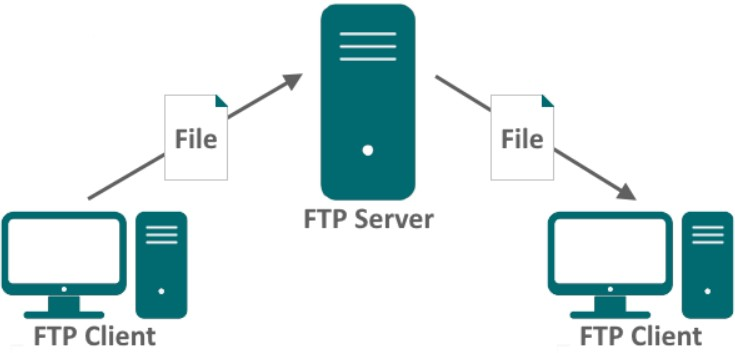 File
File
FTP Server
FTP Client
FTP Client